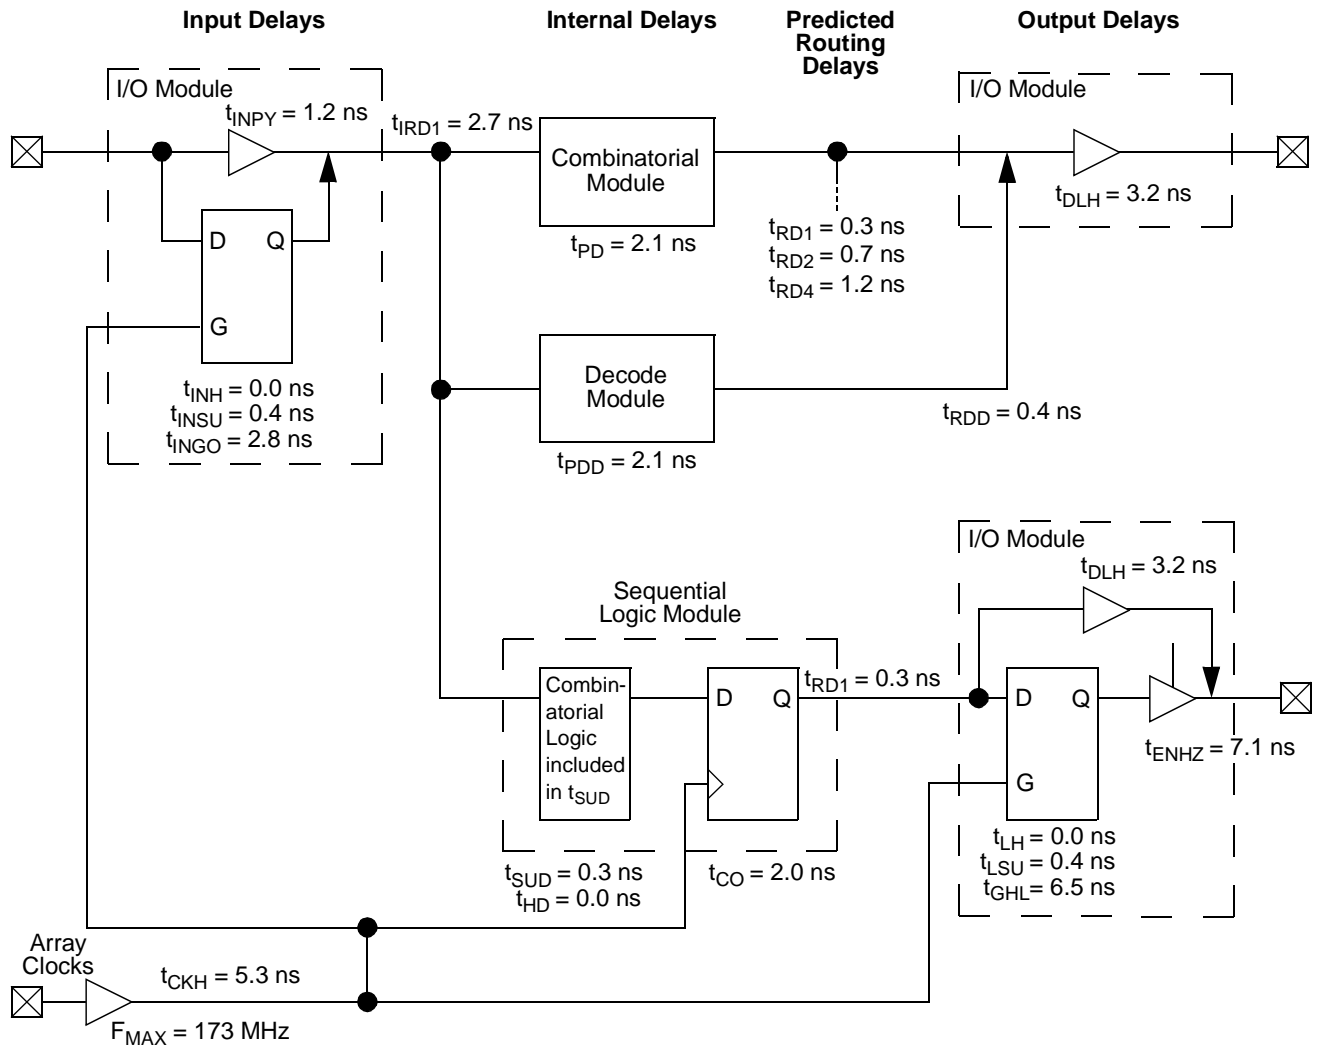 Input Delays
Internal Delays
Predicted
Routing
Delays
Output Delays
I/O Module
tINPY = 1.2 ns
tIRD1 = 2.7 ns
Combinatorial
Module
tPD = 2.1 ns
tRD1 = 0.3 ns
tRD2 = 0.7 ns
tRD4 = 1.2 ns
I/O Module
tDLH = 3.2 ns
D Q
G
tINH = 0.0 ns
tINSU = 0.4 ns
tINGO = 2.8 ns
Decode
Module
tPDD = 2.1 ns
tRDD = 0.4 ns
Sequential
Logic Module
Combin-
atorial
Logic
included
in tSUD
D Q
tSUD = 0.3 ns
tHD = 0.0 ns
tCO = 2.0 ns
tRD1 = 0.3 ns
I/O Module
tDLH = 3.2 ns
D Q
G
tENHZ = 7.1 ns
tLH = 0.0 ns
tLSU = 0.4 ns
tGHL= 6.5 ns
Array
Clocks
tCKH = 5.3 ns
FMAX = 173 MHz